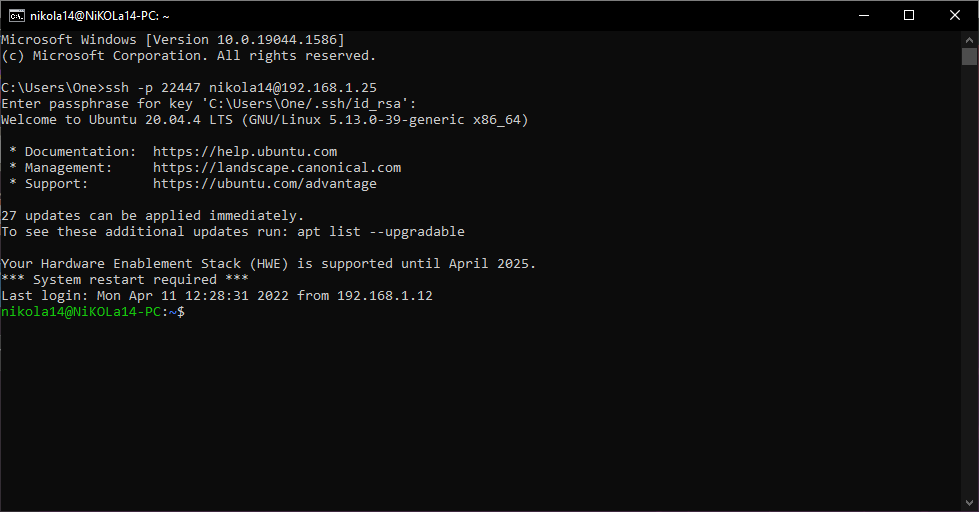 nikola14@NiKOLa14-PC: ~
Microsoft Windows [Version 10.0.19044.1586]
(c) Microsoft Corporation. All rights reserved.
C:\Users\One>ssh -p 22447 nikola14@192.168.1.25
Enter passphrase for key 'C:\Users\One/.ssh/id_rsa':
Welcome to Ubuntu 20.04.4 LTS (GNU/Linux 5.13.0-39-generic x86_64)
* Documentation:  https://help.ubuntu.com
* Management:     https://landscape.canonical.com
* Support:        https://ubuntu.com/advantage
27 updates can be applied immediately.
To see these additional updates run: apt list --upgradable
Your Hardware Enablement Stack (HWE) is supported until April 2025.
*** System restart required ***
Last login: Mon Apr 11 12:28:31 2022 from 192.168.1.12
nikola14@NiKOLa14-PC:~$